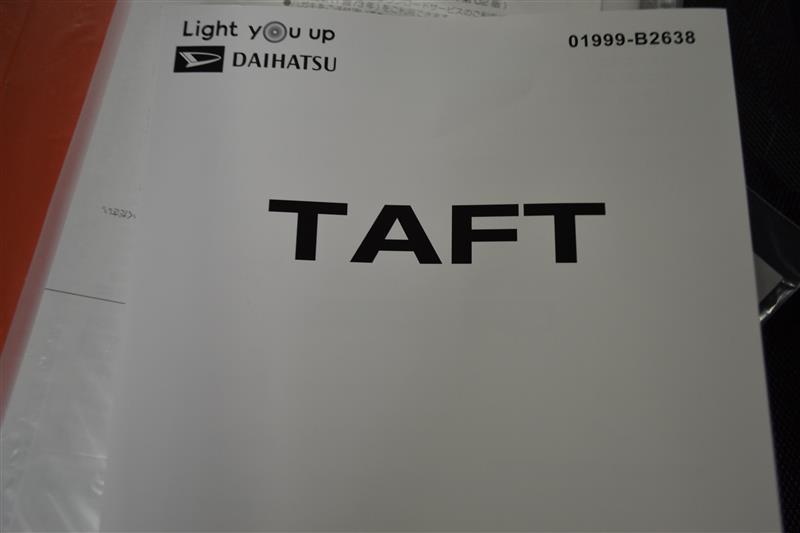 Light you up
DAIHATSU
01999-B2638
TAFT